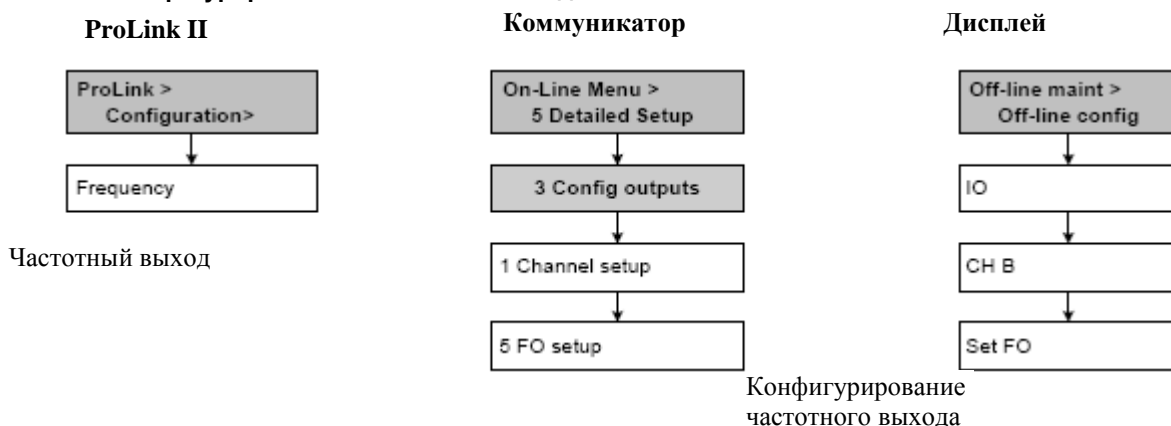 ProLink II
Коммуникатор
Дисплей
ProLink >
Configuration>
Frequency
Частотный выход
On-Line Menu >
5 Detailed Setup
3 Config outputs
1 Channel setup
5 FO setup
Конфигурирование
частотного выхода
Off-line maint >
Off-line config
IO
CH B
Set FO